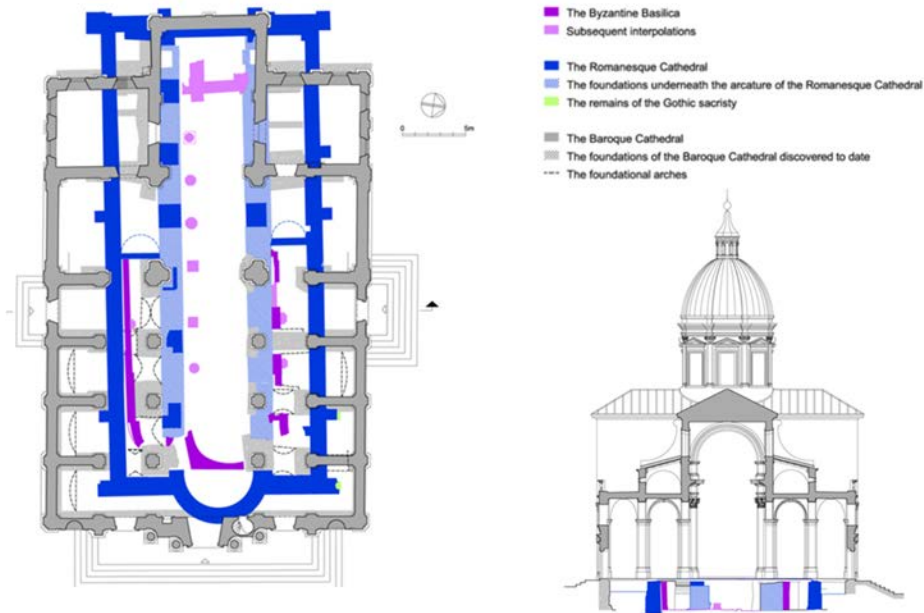 The Byzantine Basilica
Subsequent interpolations
The Romanesque Cathedral
The foundations underneath the arcature of the Romanesque Cathedral
The remains of the Gothic sacristy
0 5m
The Baroque Cathedral
The foundations of the Baroque Cathedral discovered to date
The foundational arches